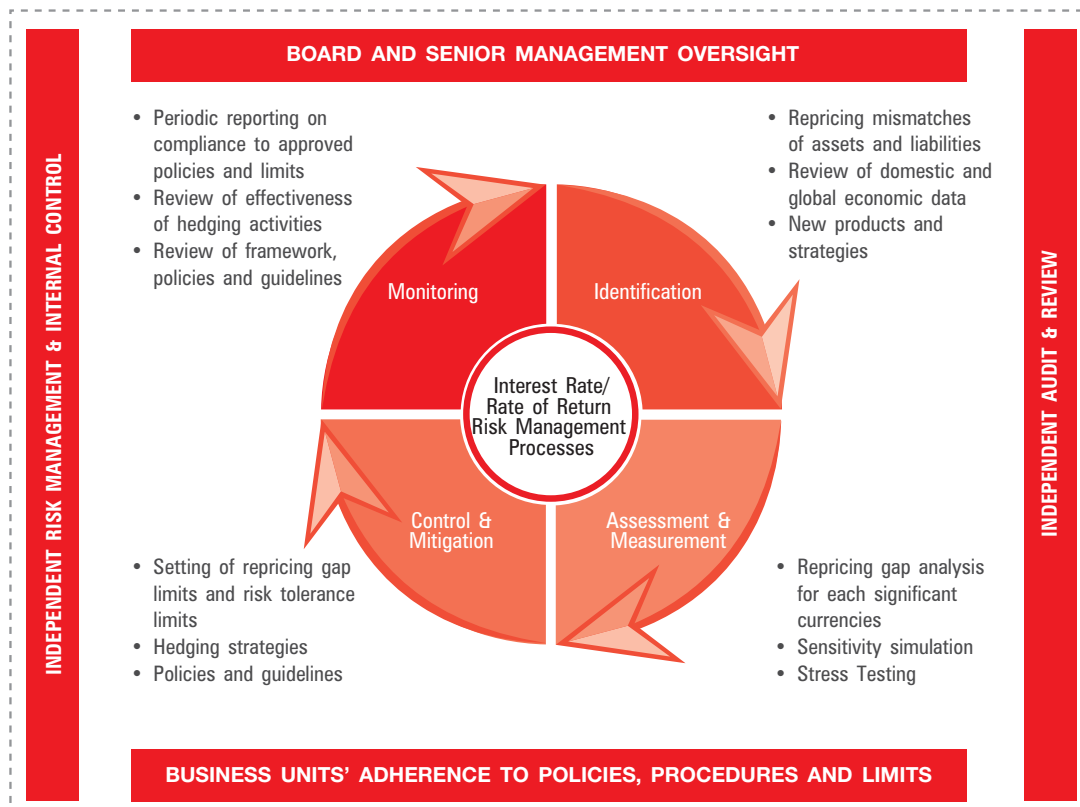 BOARD AND SENIOR MANAGEMENT OVERSIGHT
INDEPENDENT RISK MANAGEMENT & INTERNAL CONTROL
• Periodic reporting on
compliance to approved
policies and limits
• Review of effectiveness
of hedging activities
• Review of framework,
policies and guidelines
• Repricing mismatches
of assets and liabilities
• Review of domestic and
global economic data
• New products and
strategies
INDEPENDENT AUDIT & REVIEW
Monitoring
Identification
Interest Rate/
Rate of Return
Risk Management
Processes
Control &
Mitigation
Assessment &
Measurement
• Setting of repricing gap
limits and risk tolerance
limits
• Hedging strategies
• Policies and guidelines
• Repricing gap analysis
for each significant
currencies
• Sensitivity simulation
• Stress Testing
BUSINESS UNITS’ ADHERENCE TO POLICIES, PROCEDURES AND LIMITS